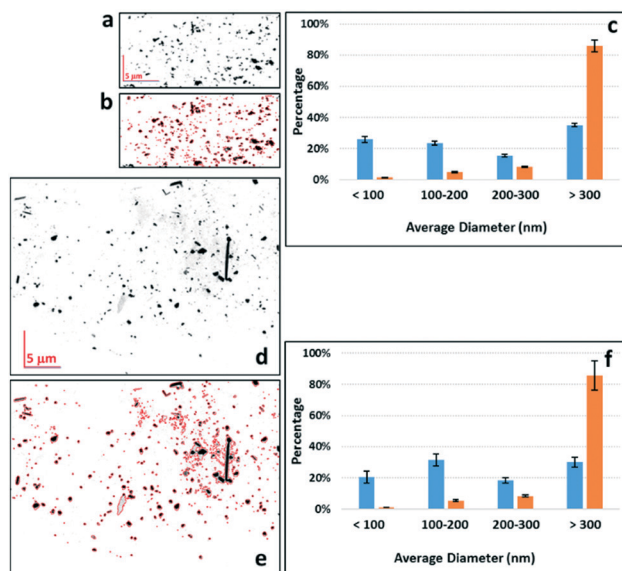 a
5 µm
b
d
5 µm
e
c
100%
80%
60%
40%
20%
0%
Percentage
< 100
100-200
200-300
> 300
Average Diameter (nm)
f
100%
80%
60%
40%
20%
0%
Percentage
< 100
100-200
200-300
> 300
Average Diameter (nm)